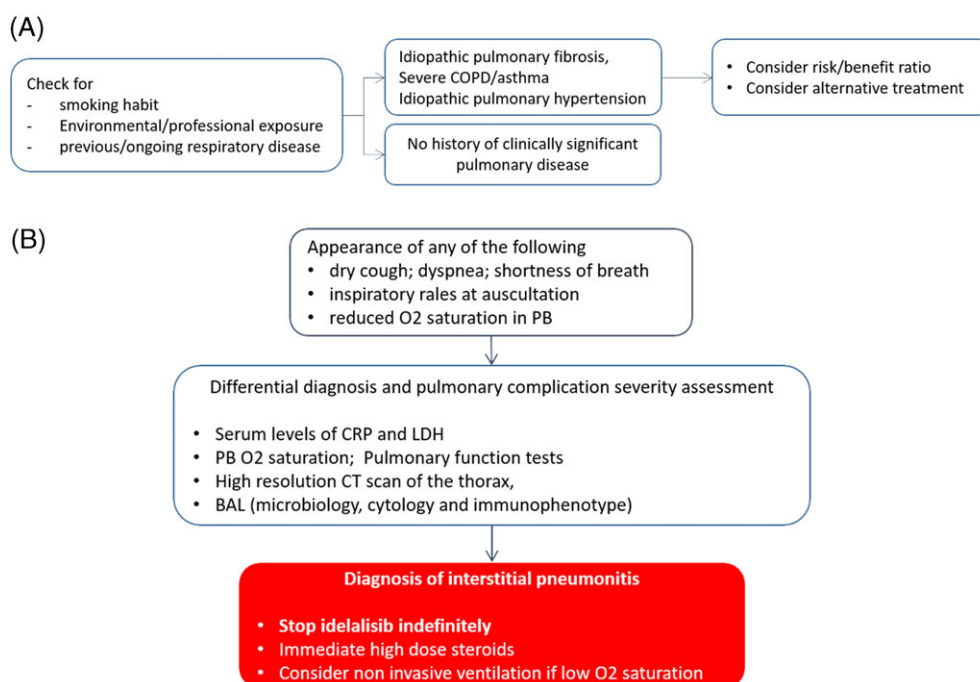 (A)
Check for
- smoking habit
- Environmental/professional exposure
- previous/ongoing respiratory disease
Idiopathic pulmonary fibrosis,
Severe COPD/asthma
Idiopathic pulmonary hypertension
• Consider risk/benefit ratio
• Consider alternative treatment
No history of clinically significant
pulmonary disease
(B)
Appearance of any of the following
• dry cough; dyspnea; shortness of breath
• inspiratory rales at auscultation
• reduced O2 saturation in PB
Differential diagnosis and pulmonary complication severity assessment
• Serum levels of CRP and LDH
• PB O2 saturation; Pulmonary function tests
• High resolution CT scan of the thorax,
• BAL (microbiology, cytology and immunophenotype)
Diagnosis of interstitial pneumonitis
• Stop idelalisib indefinitely
• Immediate high dose steroids
• Consider non invasive ventilation if low O2 saturation